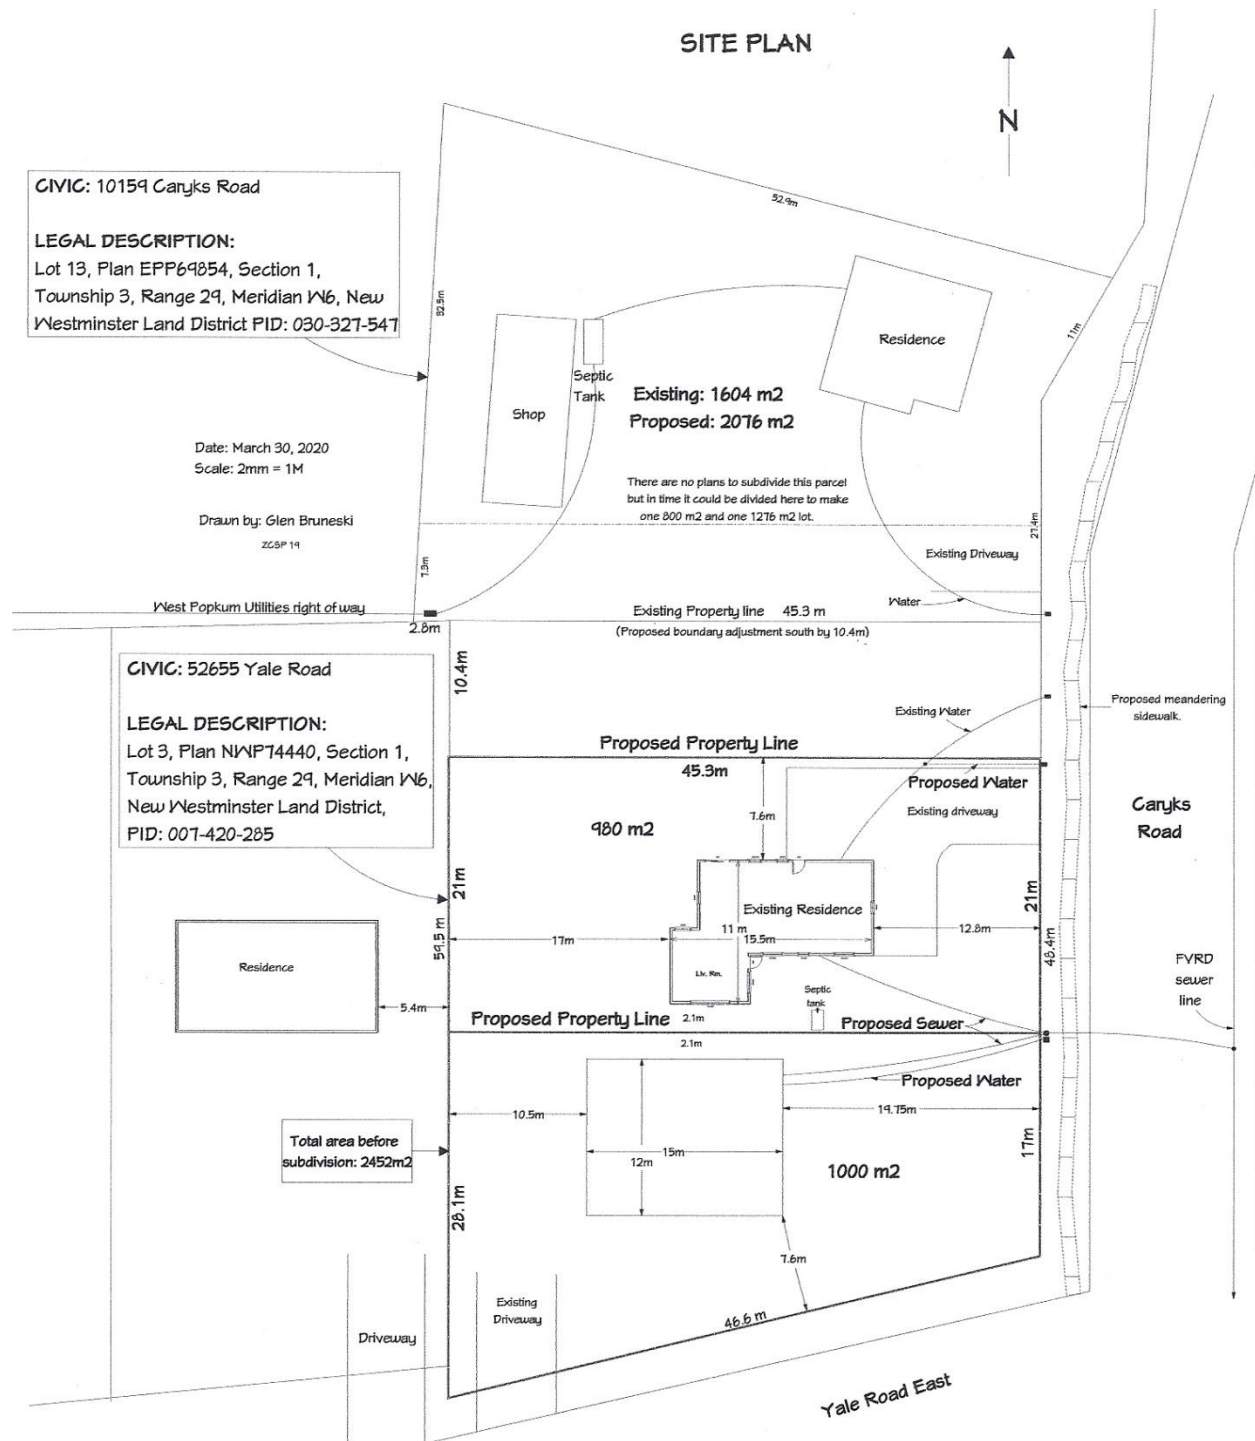 SITE PLAN
N
CIVIC: 10159 Caryks Road
LEGAL DESCRIPTION:
Lot 13, Plan EPP69854, Section 1,
Township 3, Range 29, Meridian W6, New
Westminster Land District PID: 030-327-547
52.9m
32.5m
11m
Residence
Septic
Tank
Shop
Existing: 1604 m2
Proposed: 2076 m2
Date: March 30, 2020
Scale: 2mm = 1M
There are no plans to subdivide this parcel
but in time it could be divided here to make
one 800 m2 and one 1276 m2 lot.
Drawn by: Glen Bruneski
ZCSP 19
27.4m
7.3m
Existing Driveway
Water
West Popkum Utilities right of way
Existing Property line 45.3 m
(Proposed boundary adjustment south by 10.4m)
2.8m
10.4m
CIVIC: 52655 Yale Road
LEGAL DESCRIPTION:
Lot 3, Plan NWP74440, Section 1,
Township 3, Range 29, Meridian W6,
New Westminster Land District,
PID: 007-420-285
Existing Water
Proposed meandering
sidewalk.
Proposed Property Line
45.3m
Proposed Water
Existing driveway
7.6m
980 m2
Caryks
Road
21m
21m
Existing Residence
11 m
15.5m
17m
12.8m
59.5 m
48.4m
Residence
Liv. Rm.
5.4m
Septic
tank
FVRD
sewer
line
2.1m
Proposed Property Line
Proposed Sewer
2.1m
Proposed Water
10.5m
19.75m
Total area before
subdivision: 2452m2
15m
12m
17m
1000 m2
28.1m
7.6m
Existing
Driveway
Driveway
46.6 m
Yale Road East